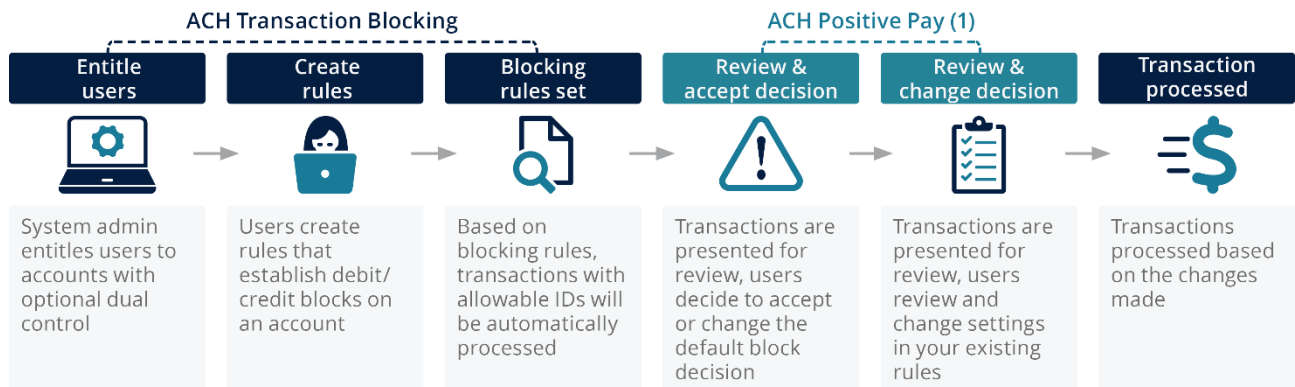 ACH Transaction Blocking
ACH Positive Pay (1)
Entitle
users
Create
rules
Blocking
rules set
Review &
accept decision
Review &
change decision
Transaction
processed
System admin
entitles users to
accounts with
optional dual
control
Users create
rules that
establish debit/
credit blocks on
an account
Based on
blocking rules,
transactions with
allowable IDs will
be automatically
processed
Transactions are
presented for
review, users
decide to accept
or change the
default block
decision
Transactions are
presented for
review, users
review and
change settings
in your existing
rules
Transactions
processed based
on the changes
made